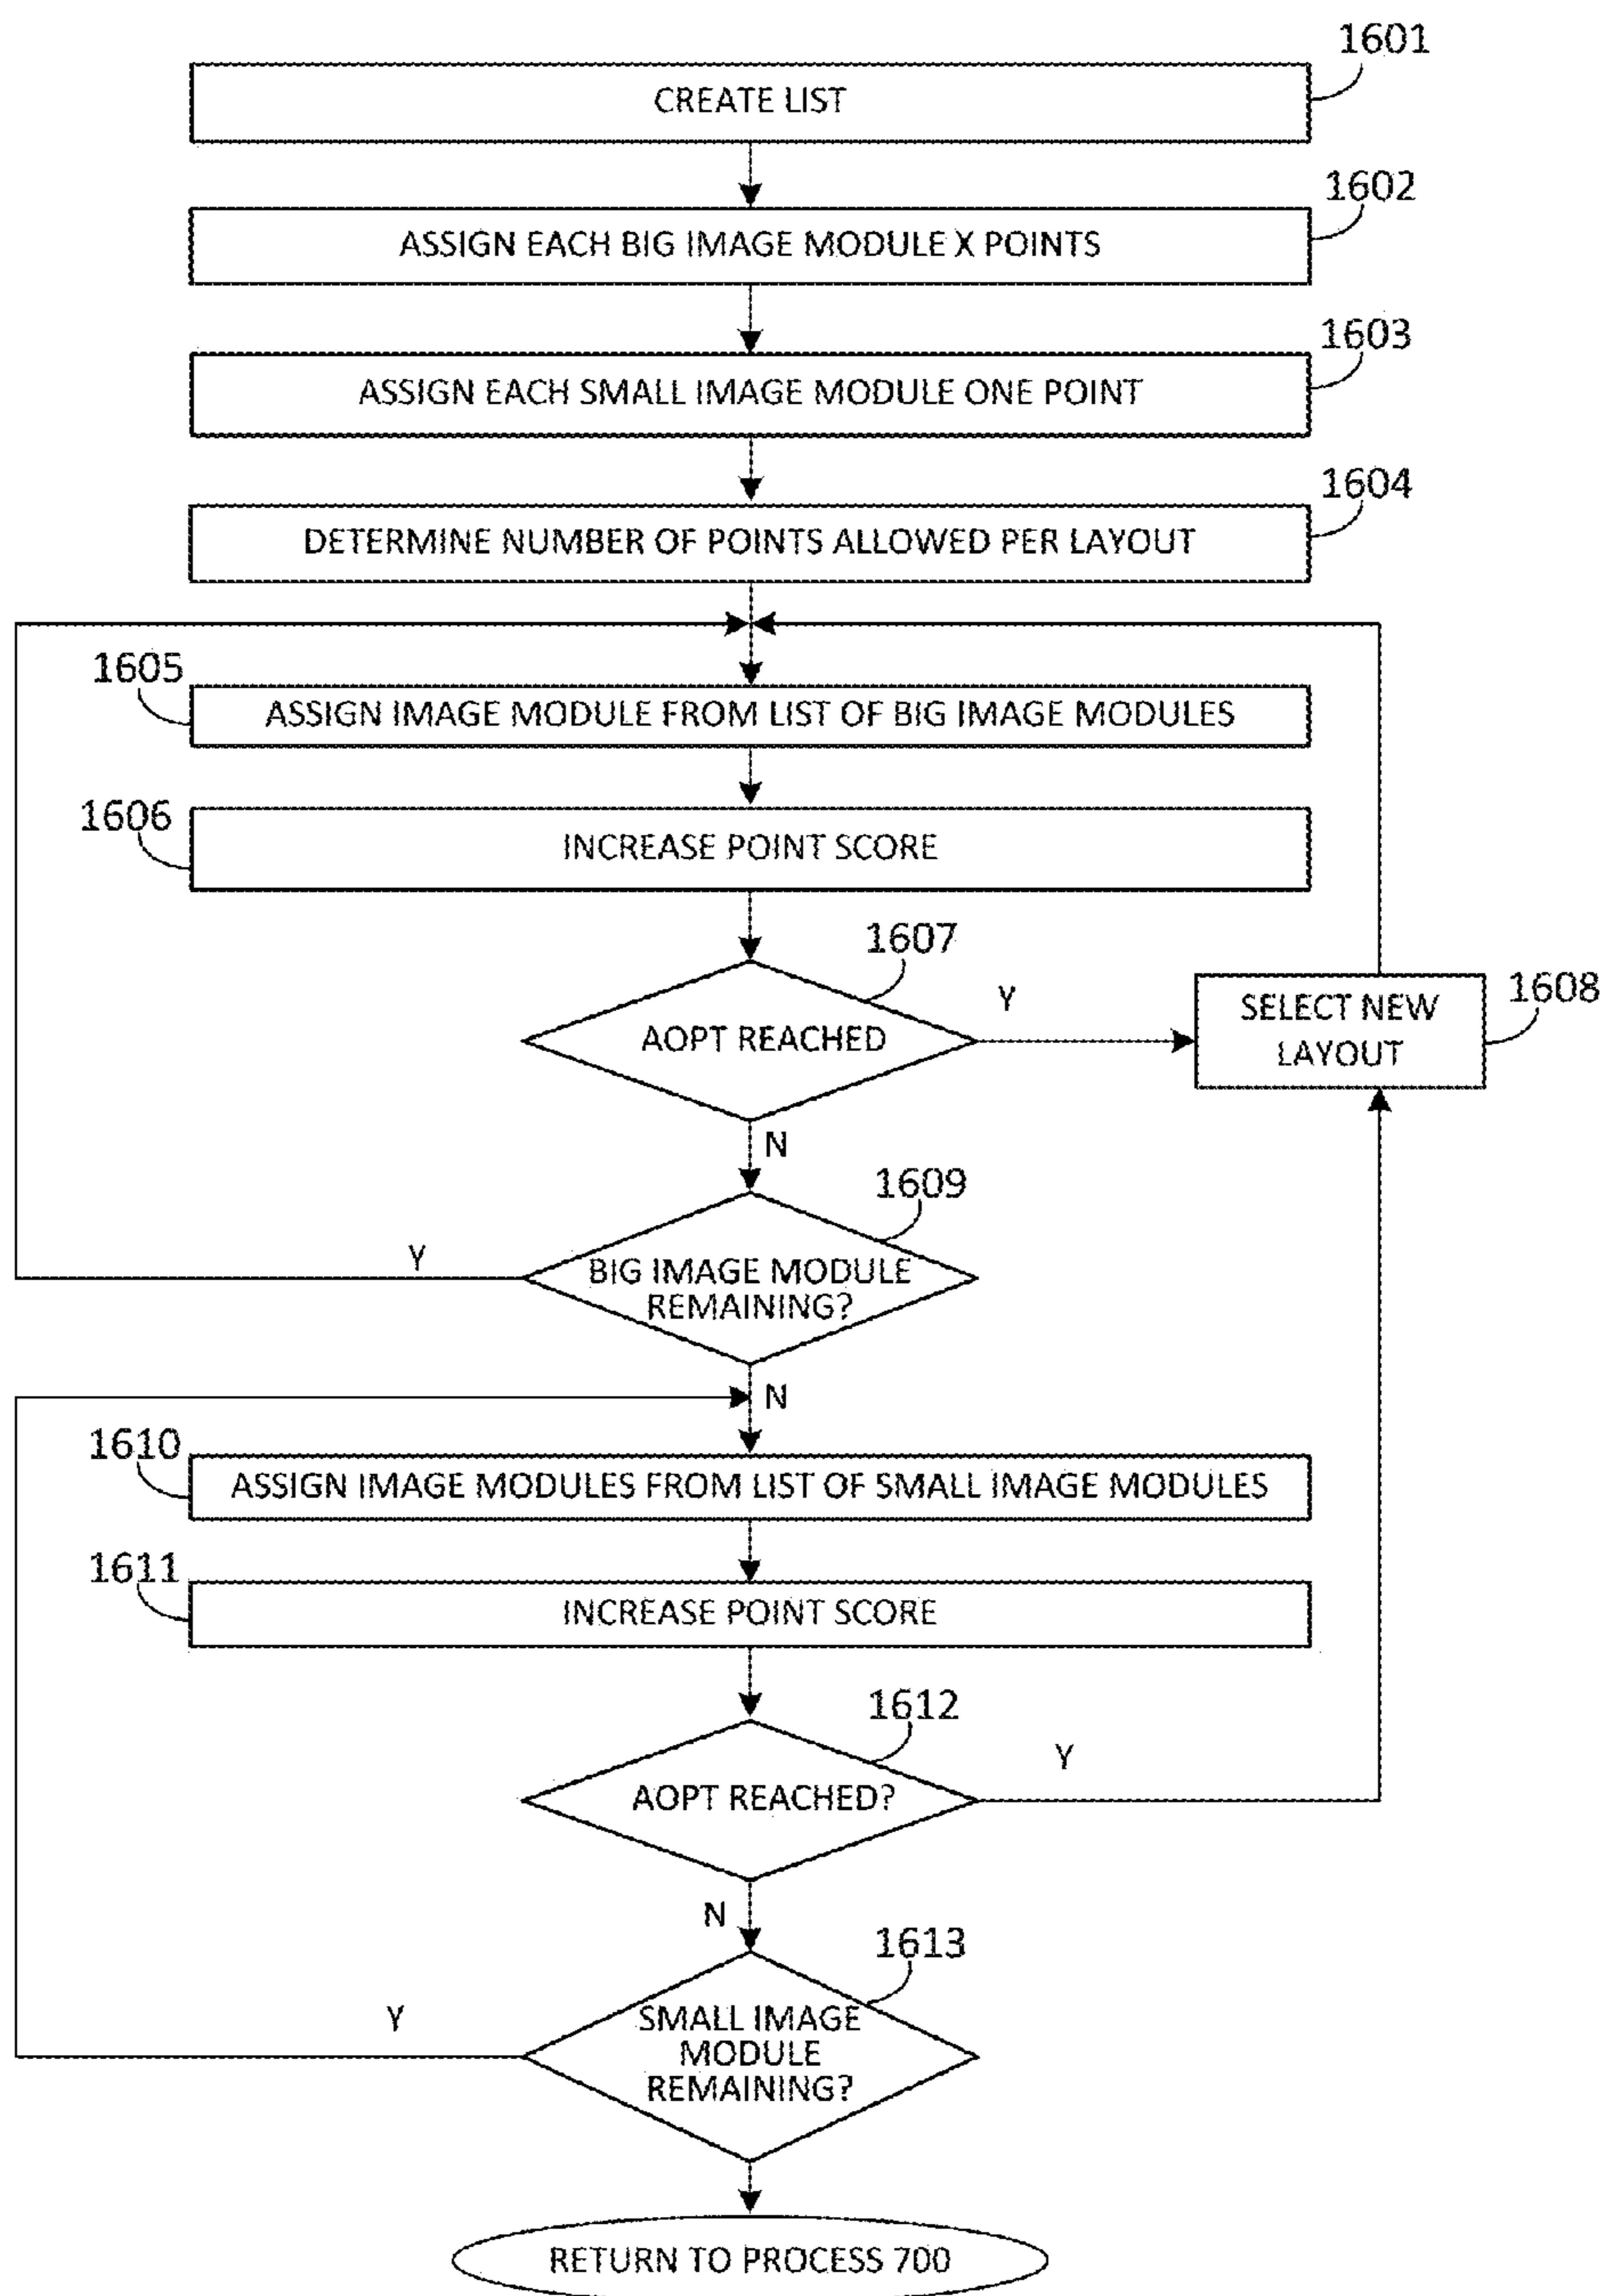 1601
CREATE LIST
1602
ASSIGN EACH BIG IMAGE MODULE X POINTS
1603
ASSIGN EACH SMALL IMAGE MODULE ONE POINT
1604
DETERMINE NUMBER OF POINTS ALLOWED PER LAYOUT
1605
ASSIGN IMAGE MODULE FROM LIST OF BIG IMAGE MODULES
1606
INCREASE POINT SCORE
1607
AOPT REACHED
Y
SELECT NEW
LAYOUT
1608
N
1609
BIG IMAGE MODULE
REMAINING?
Y
N
1610
ASSIGN IMAGE MODULES FROM LIST OF SMALL IMAGE MODULES
1611
INCREASE POINT SCORE
1612
AOPT REACHED?
Y
N
1613
SMALL IMAGE
MODULE
REMAINING?
Y
RETURN TO PROCESS 700